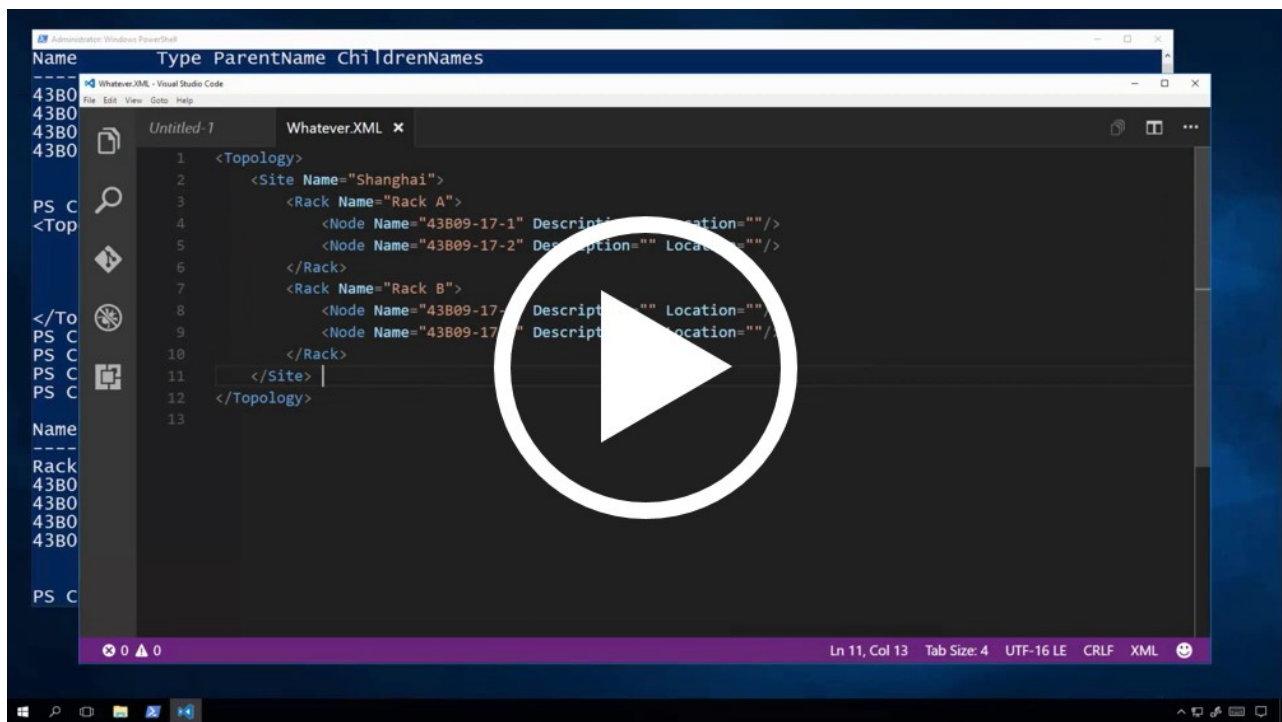 Administrator: Windows PowerShell
Name Type ParentName ChildrenNames
----
Whatever.XML - Visual Studio Code
File Edit View Goto Help
43B0
43B0
43B0
43B0
Untitled-1 Whatever.XML ×
1 <Topology>
2 <Site Name="Shanghai">
3 <Rack Name="Rack A">
4 <Node Name="43B09-17-1" ation=""/>
5 <Node Name="43B09-17-2" =""/>
6 </Rack>
7 <Rack Name="Rack B">
8 <Node Name="43B09-17- "" Location=""
9 <Node Name="43B09-17- Descript ocation=""/
10 </Rack>
11 </Site>
12 </Topology>
13
PS C
<Top
</To
PS C
PS C
PS C
PS C
Name
----
Rack
43B0
43B0
43B0
43B0
PS C
0 0 Ln 11, Col 13 Tab Size: 4 UTF-16 LE CRLF XML